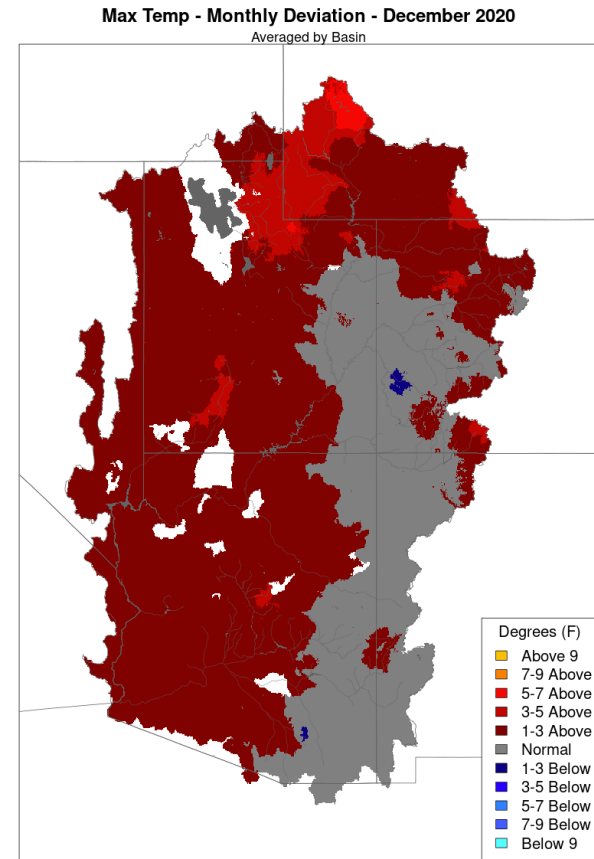 Max Temp - Monthly Deviation - December 2020
Averaged by Basin
Degrees (F)
Above 9
7-9 Above
5-7 Above
3-5 Above
1-3 Above
Normal
1-3 Below
3-5 Below
5-7 Below
7-9 Below
Below 9